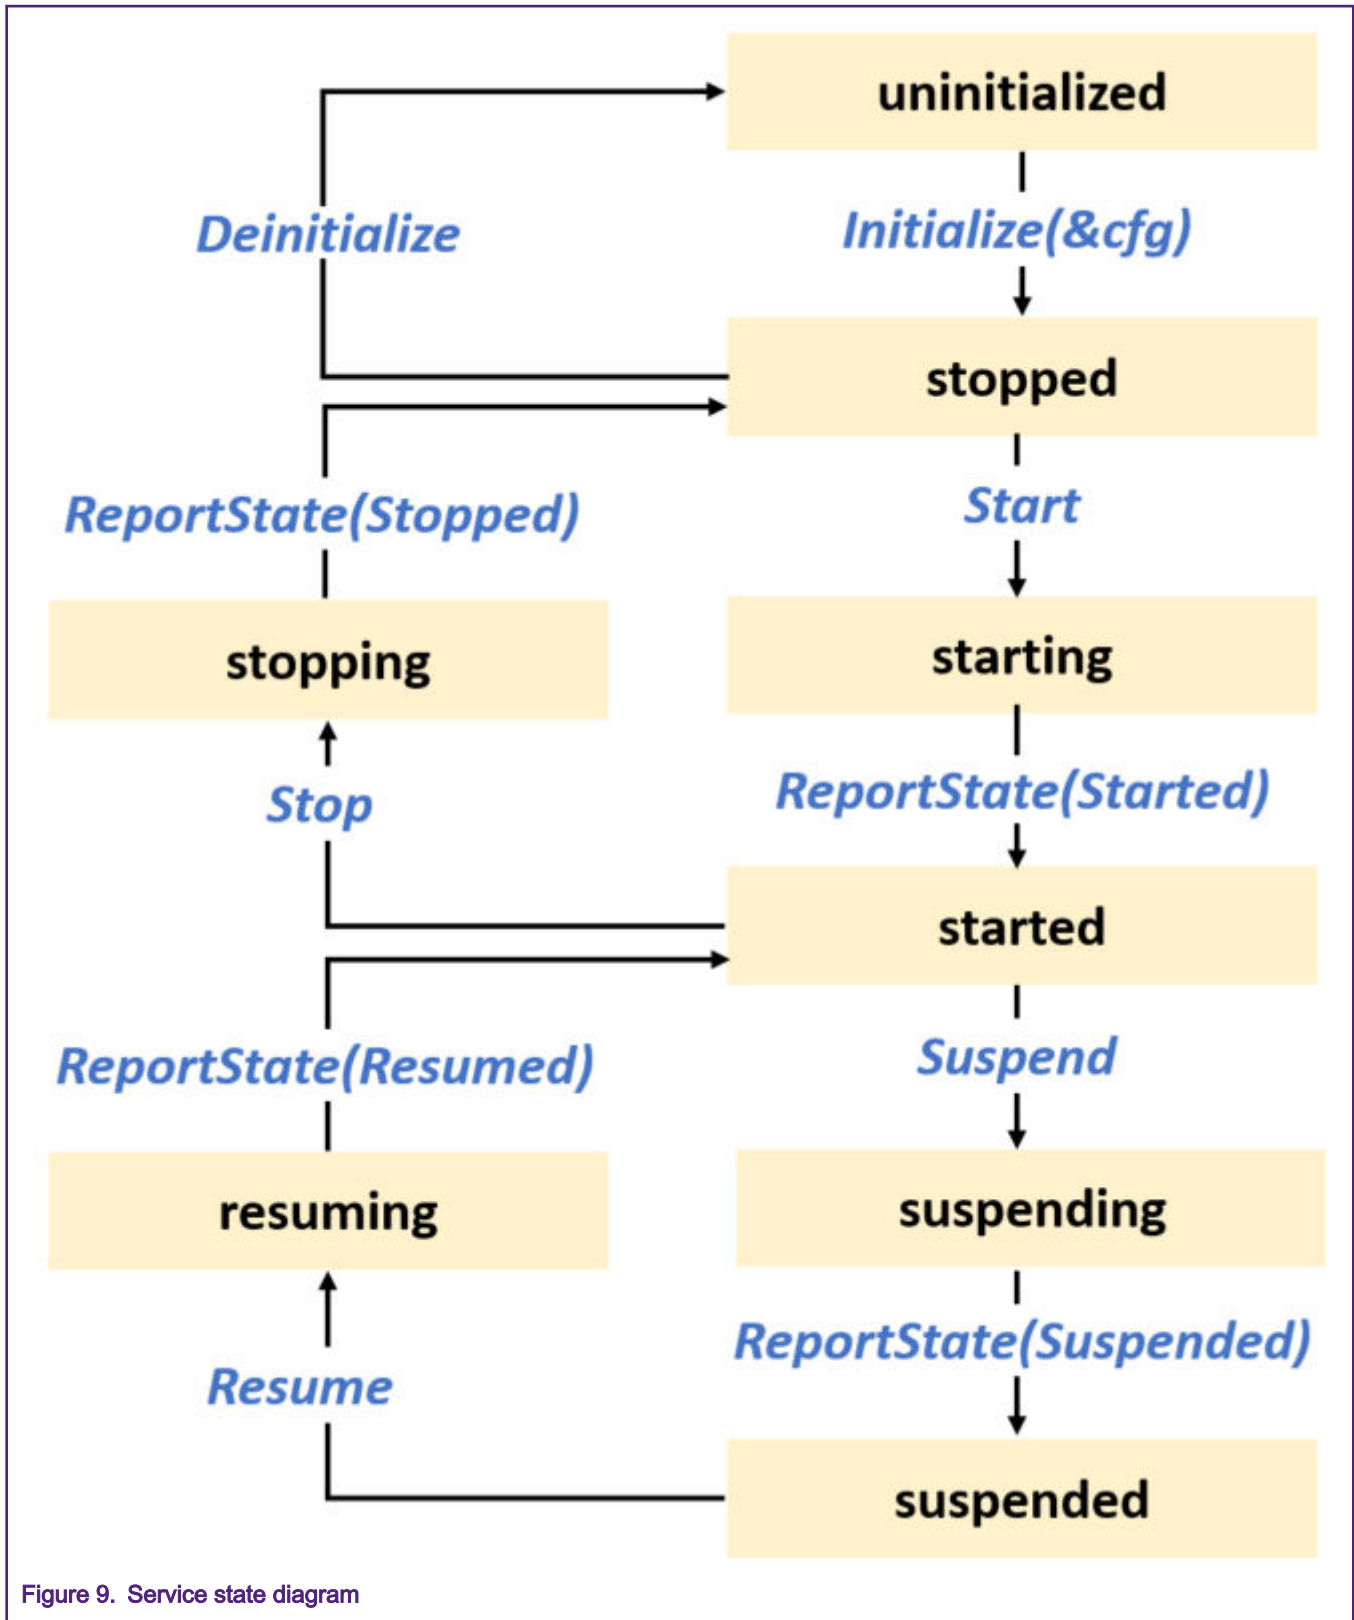 uninitialized
Deinitialize
Initialize(&cfg)
stopped
ReportState(Stopped)
Start
stopping
starting
Stop
ReportState(Started)
started
ReportState(Resumed)
Suspend
resuming
suspending
Resume
ReportState(Suspended)
suspended
Figure 9. Service state diagram